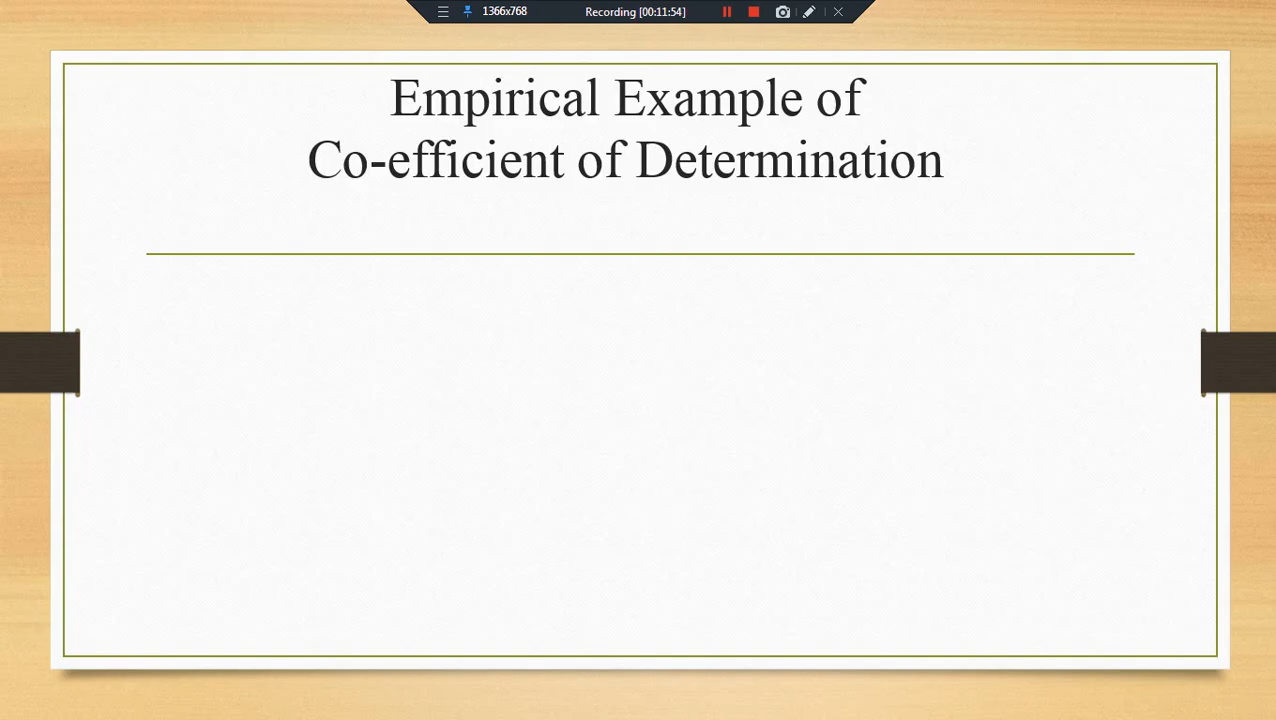 1366x768 Recording [00:11:54]
Empirical Example of
Co-efficient of Determination